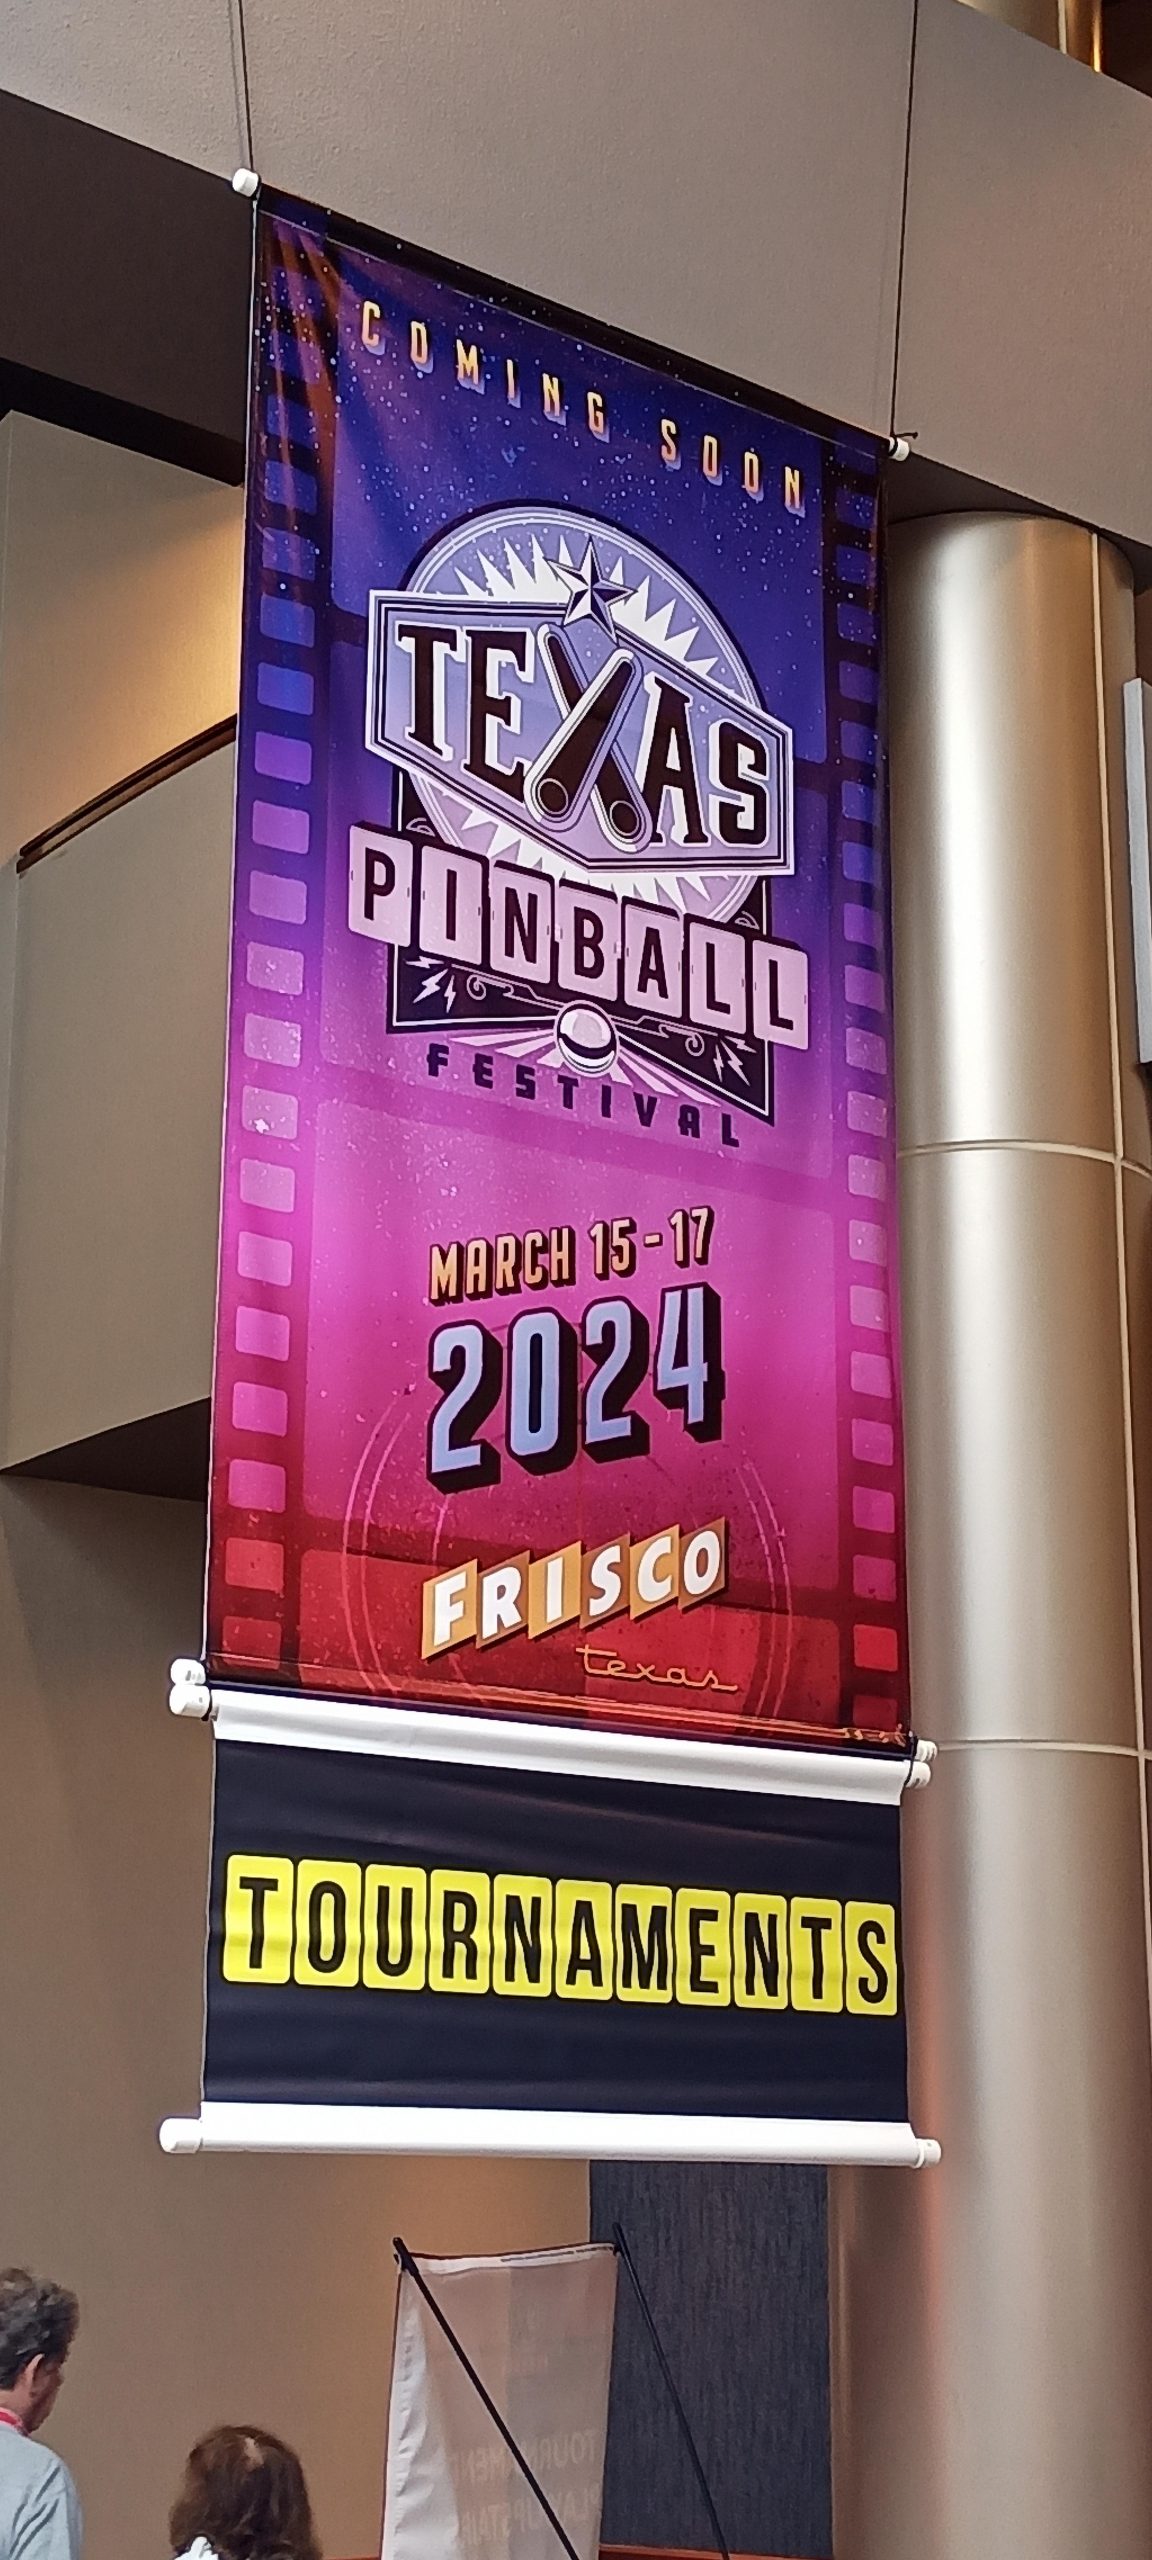 COMING SOON
TEXAS
PINBALL
FESTIVAL
MARCH 15-17
2024
FRISCO
texas
TOURNAMENTS